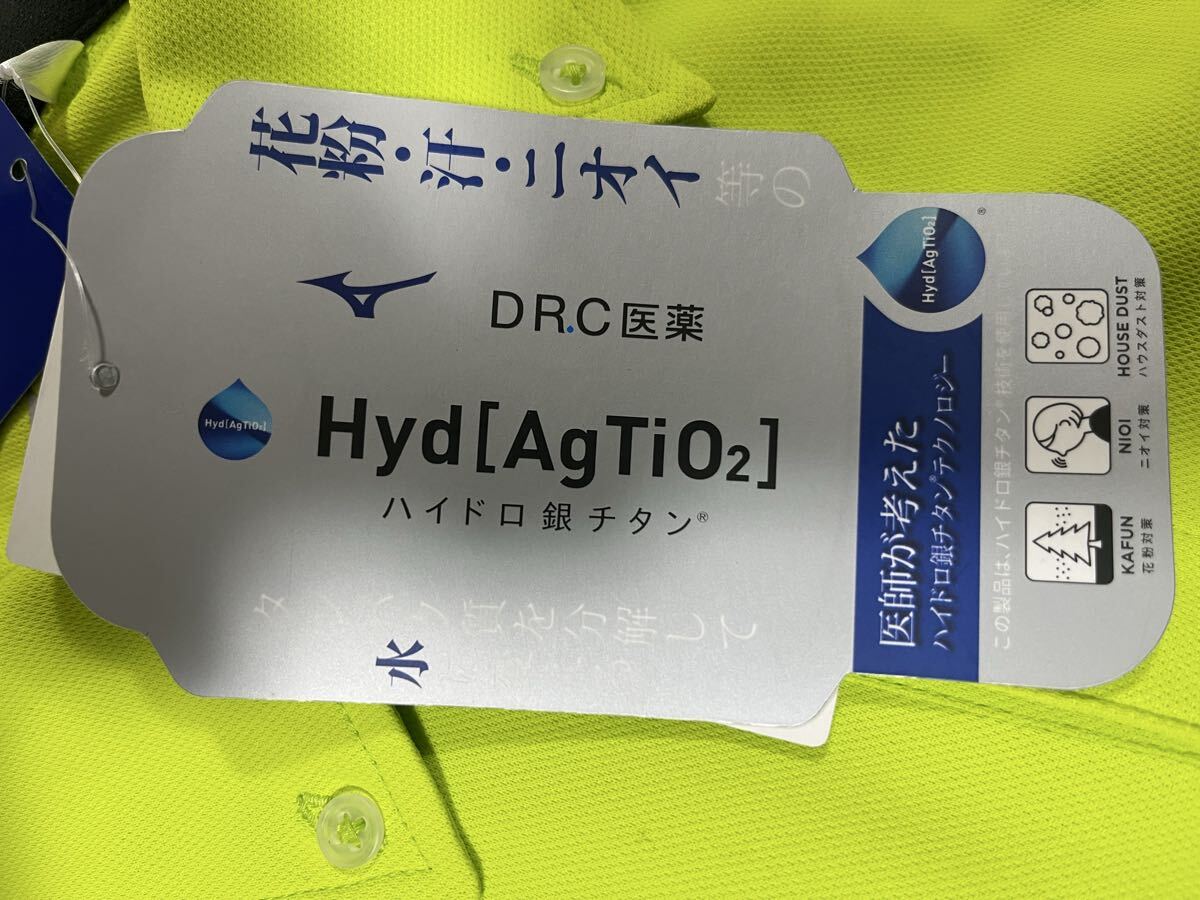 花粉・汗・ニオイ 等の
DR.C医薬
Hyd[AgTiO2]
Hyd[AgTiO2]
ハイドロ銀チタン®
タンパク質を分解して
水
Hyd[AgTiO2]
®
医師が考えた
ハイドロ銀チタン®テクノロジー
この製品は、ハイドロ銀チタン®技術を使用し
HOUSE DUST
ハウスダスト対策
NIOI
ニオイ対策
KAFUN
花粉対策